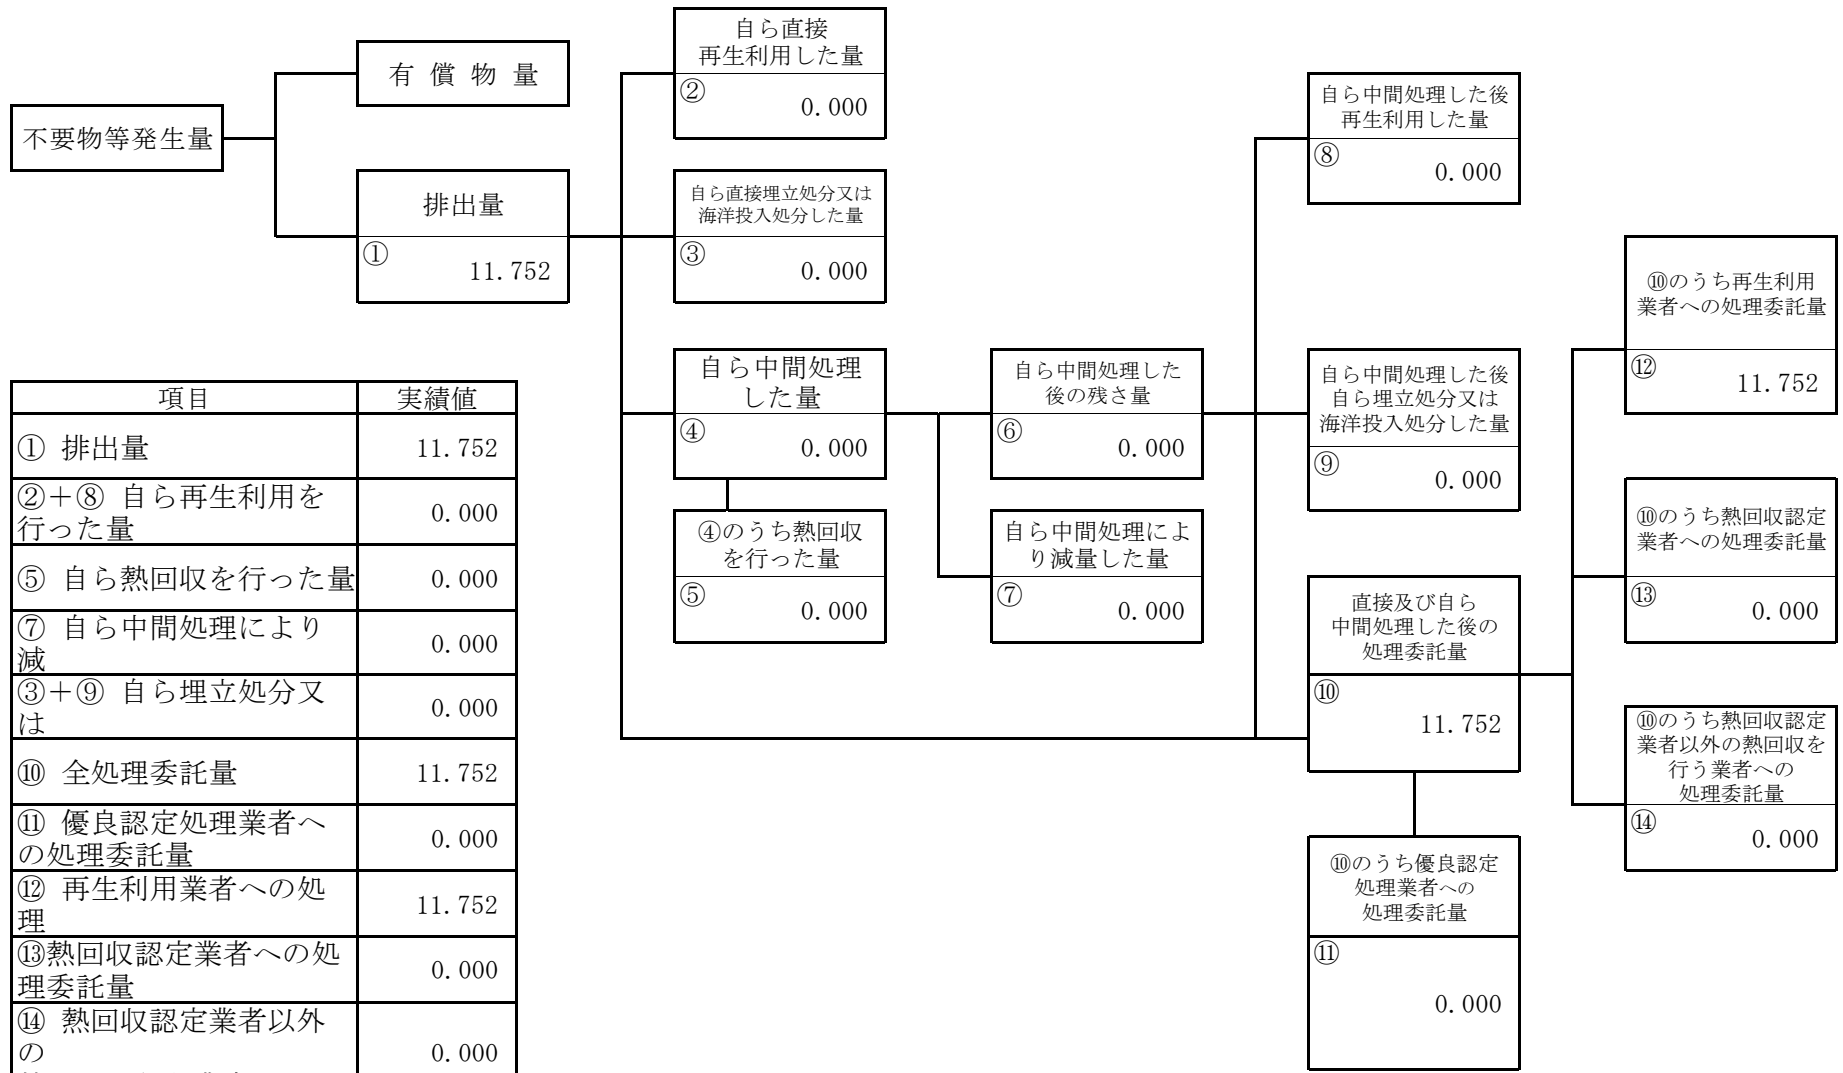 不要物等発生量
有 償 物 量
排出量
①
11.752
自ら直接
再生利用した量
②
0.000
自ら直接埋立処分又は
海洋投入処分した量
③
0.000
自ら中間処理
した量
④
0.000
④のうち熱回収
を行った量
⑤
0.000
自ら中間処理した
後の残さ量
⑥
0.000
自ら中間処理によ
り減量した量
⑦
0.000
自ら中間処理した後
再生利用した量
⑧
0.000
自ら中間処理した後
自ら埋立処分又は
海洋投入処分した量
⑨
0.000
直接及び自ら
中間処理した後の
処理委託量
⑩
11.752
⑩のうち優良認定
処理業者への
処理委託量
⑪
0.000
⑩のうち再生利用
業者への処理委託量
⑫
11.752
⑩のうち熱回収認定
業者への処理委託量
⑬
0.000
⑩のうち熱回収認定
業者以外の熱回収を
行う業者への
処理委託量
⑭
0.000
項目 実績値
① 排出量 11.752
②＋⑧ 自ら再生利用を
行った量 0.000
⑤ 自ら熱回収を行った量 0.000
⑦ 自ら中間処理により
減 0.000
③＋⑨ 自ら埋立処分又
は 0.000
⑩ 全処理委託量 11.752
⑪ 優良認定処理業者へ
の処理委託量 0.000
⑫ 再生利用業者への処
理 11.752
⑬熱回収認定業者への処
理委託量 0.000
⑭ 熱回収認定業者以外
の 0.000